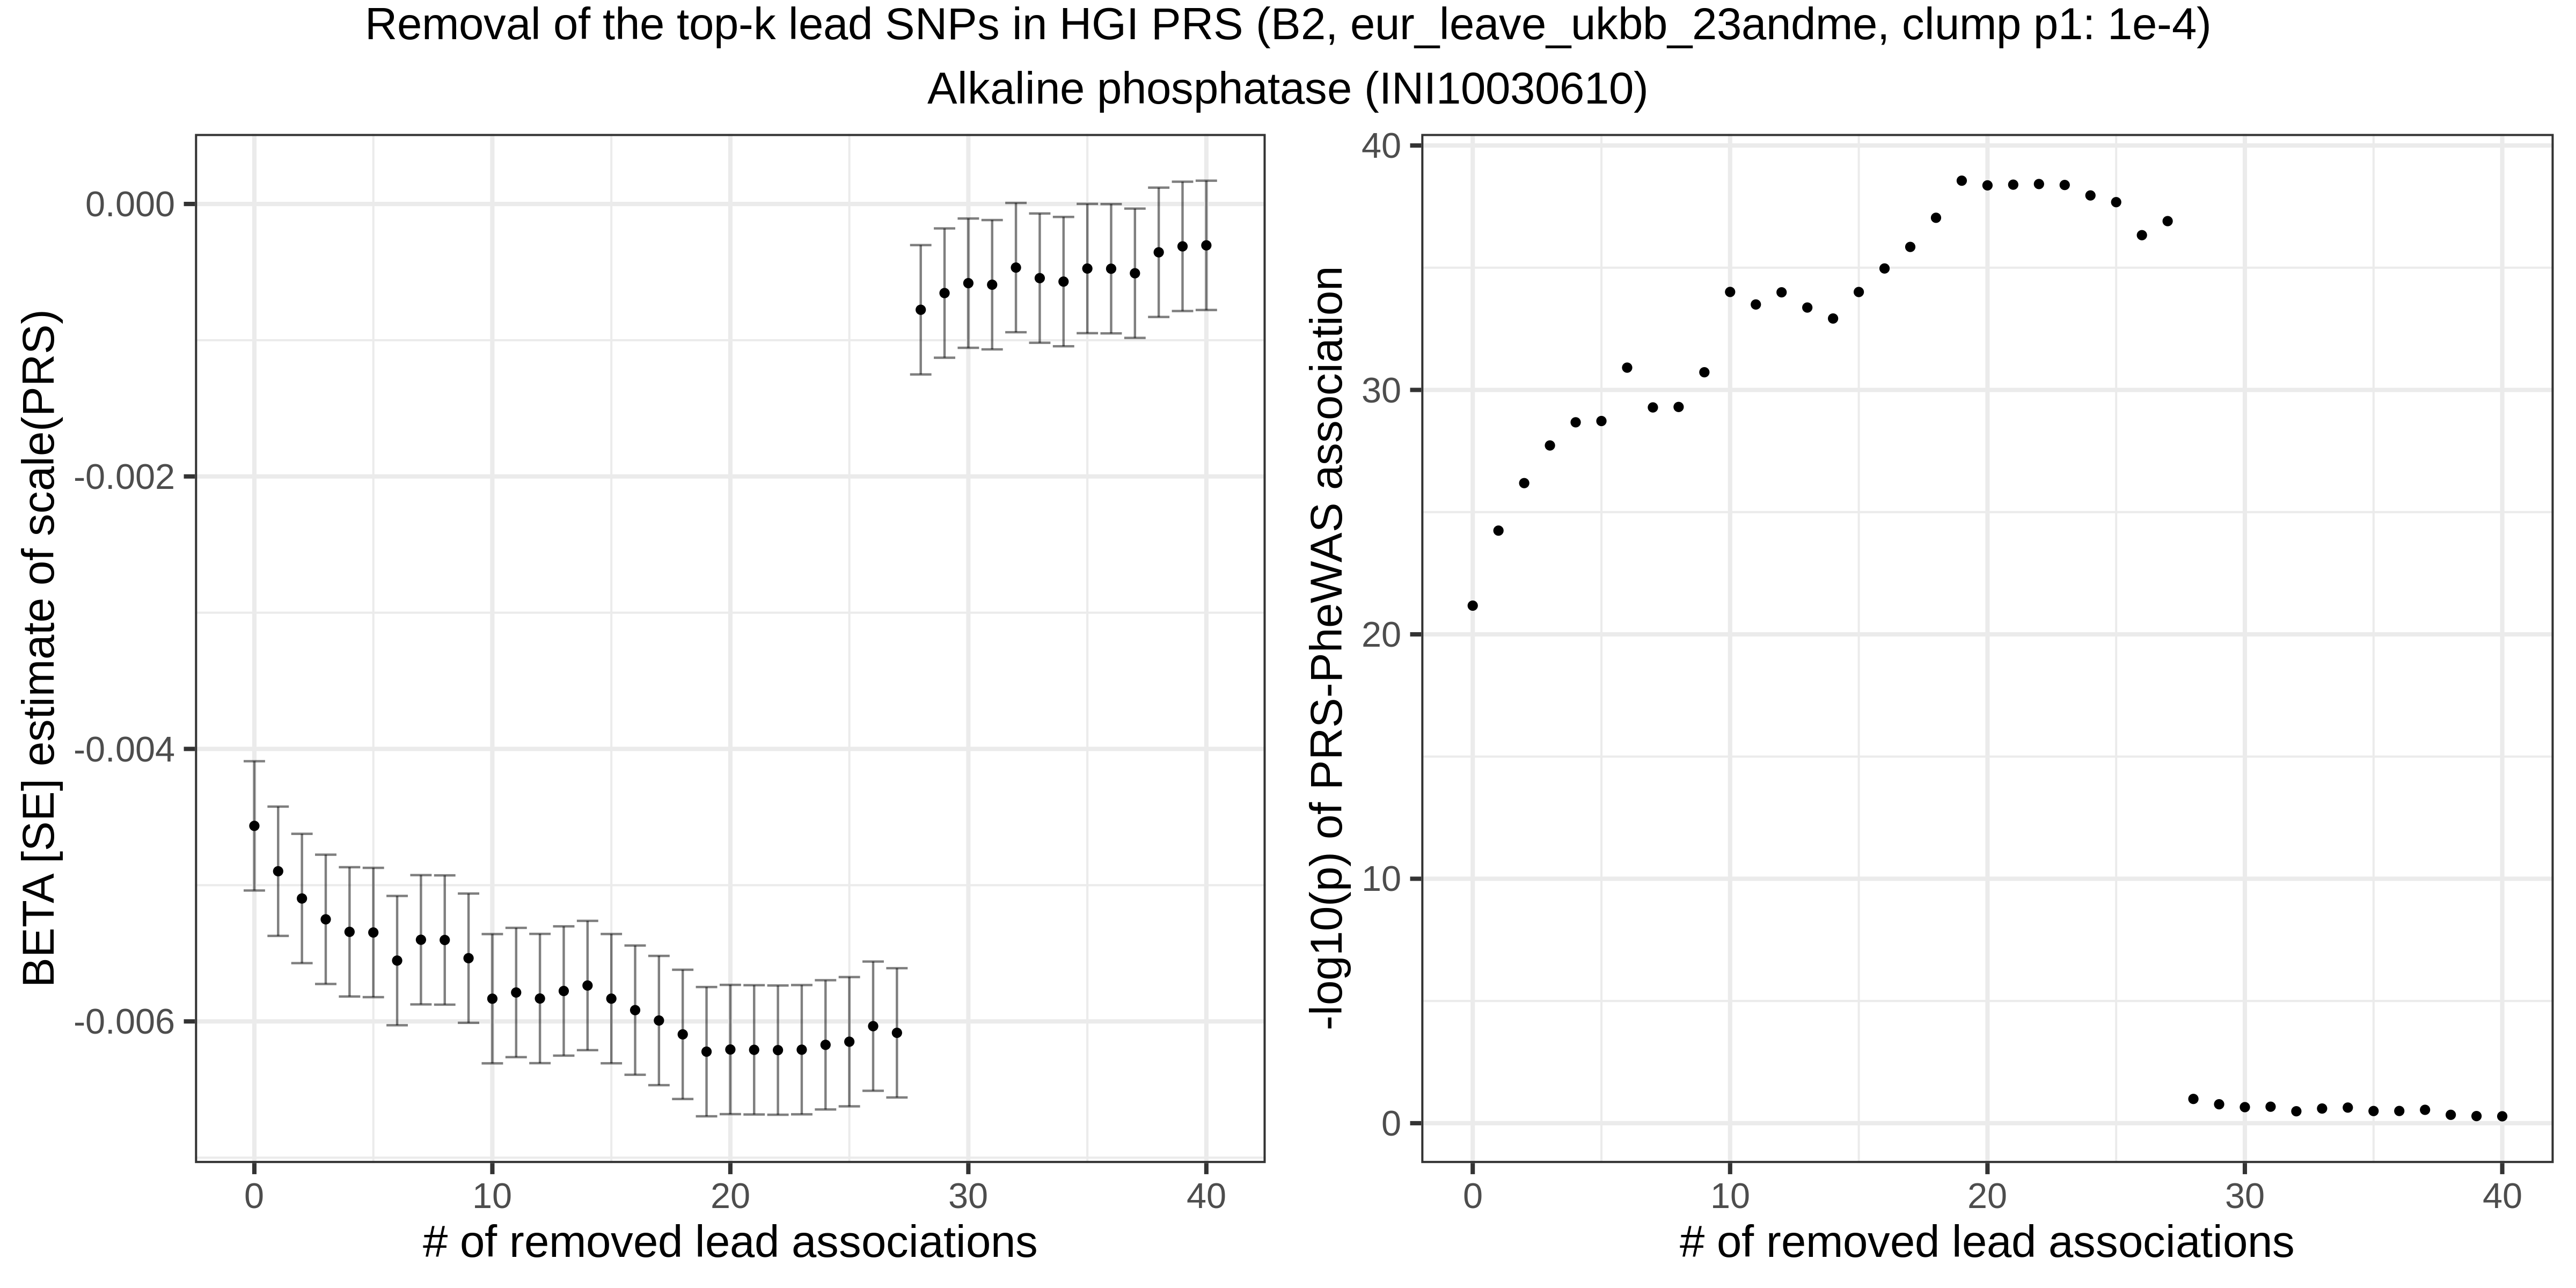 Removal of the top-k lead SNPs in HGI PRS (B2, eur_leave_ukbb_23andme, clump p1: 1e-4)
Alkaline phosphatase (INI10030610)
BETA [SE] estimate of scale(PRS)
0.000
-0.002
-0.004
-0.006
0 10 20 30 40
# of removed lead associations
-log10(p) of PRS-PheWAS association
40
30
20
10
0
0 10 20 30 40
# of removed lead associations